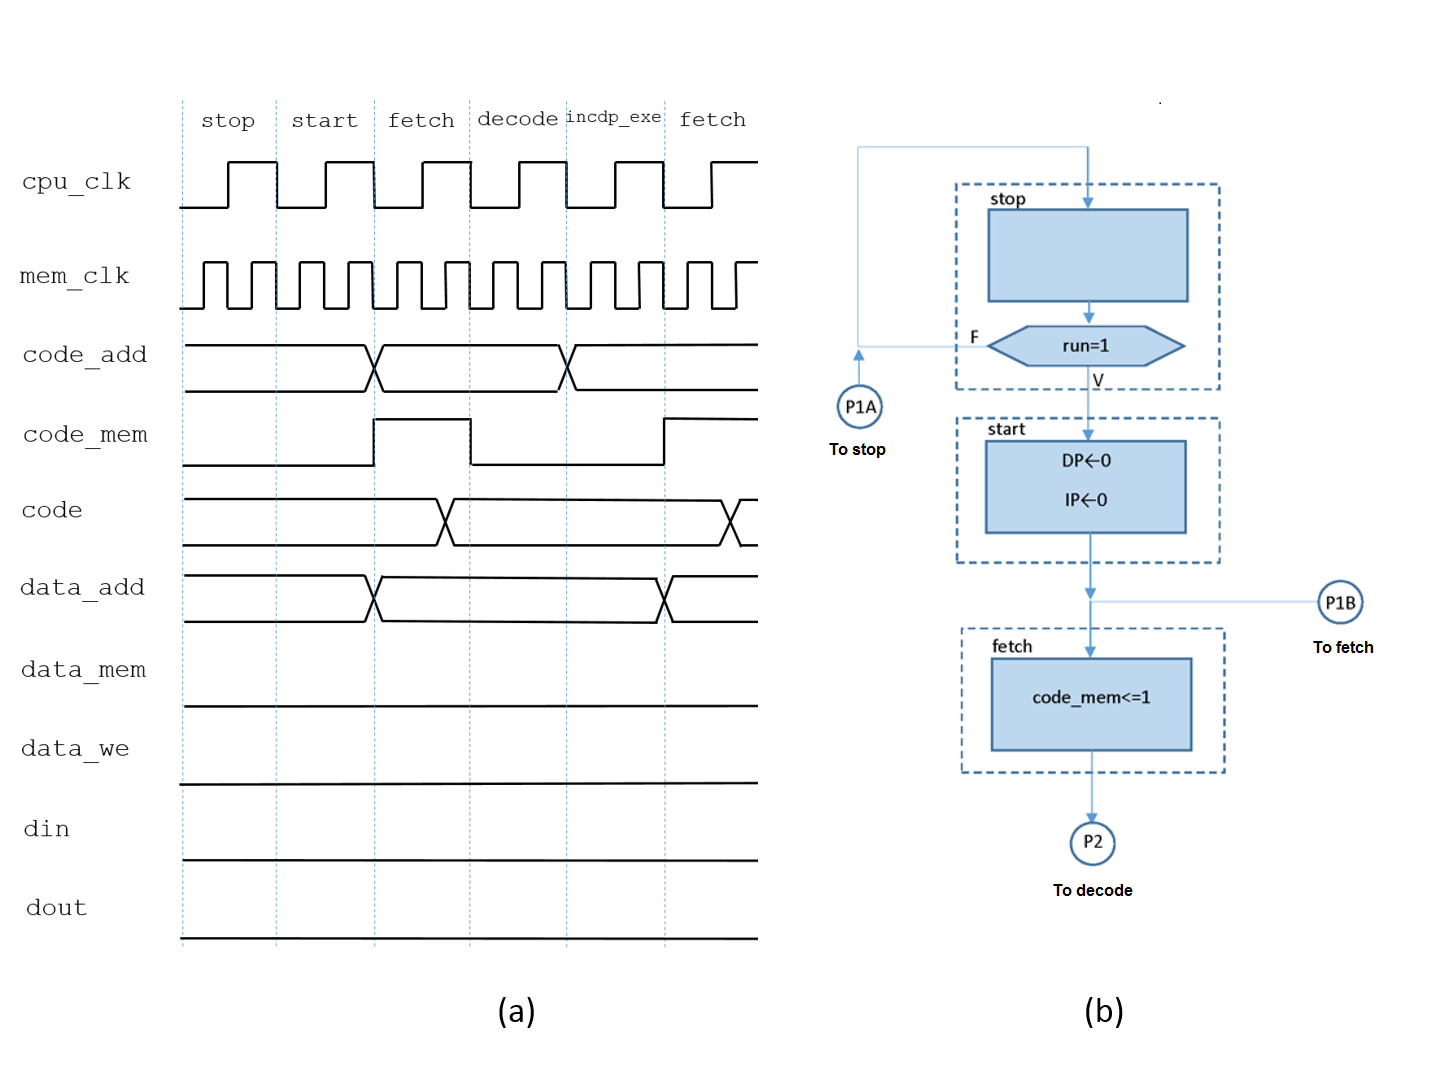 stop start fetch decode incdp_exe fetch
cpu_clk
mem_clk
code_add
code_mem
code
data_add
data_mem
data_we
din
dout
(a)
stop
run=1
F
V
P1A
To stop
start
DP←0
IP←0
P1B
To fetch
fetch
code_mem<=1
P2
To decode
(b)